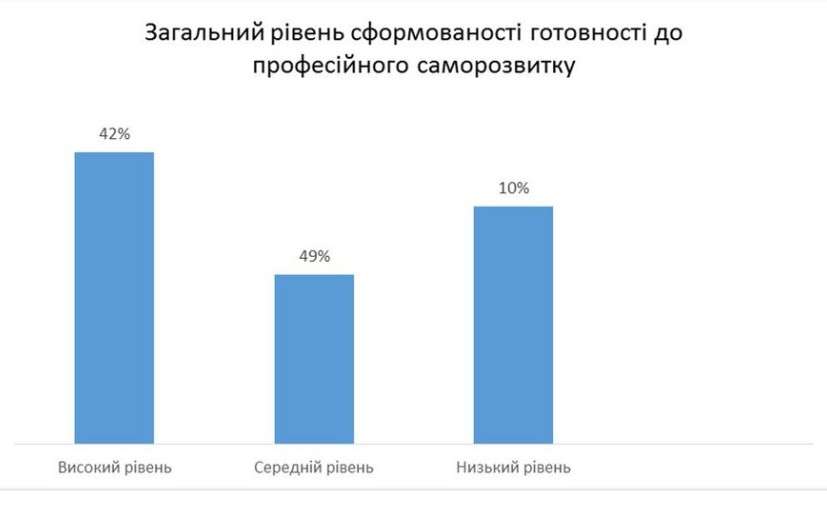 Загальний рівень сформованості готовності до
професійного саморозвитку
42%
49%
10%
Високий рівень
Середній рівень
Низький рівень